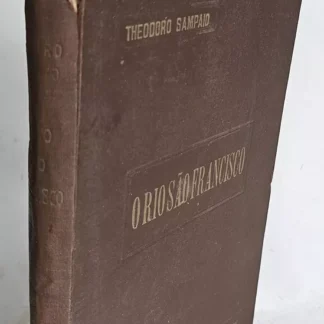 THEODORO SAMPAIO
O RIO SÃO FRANCISCO